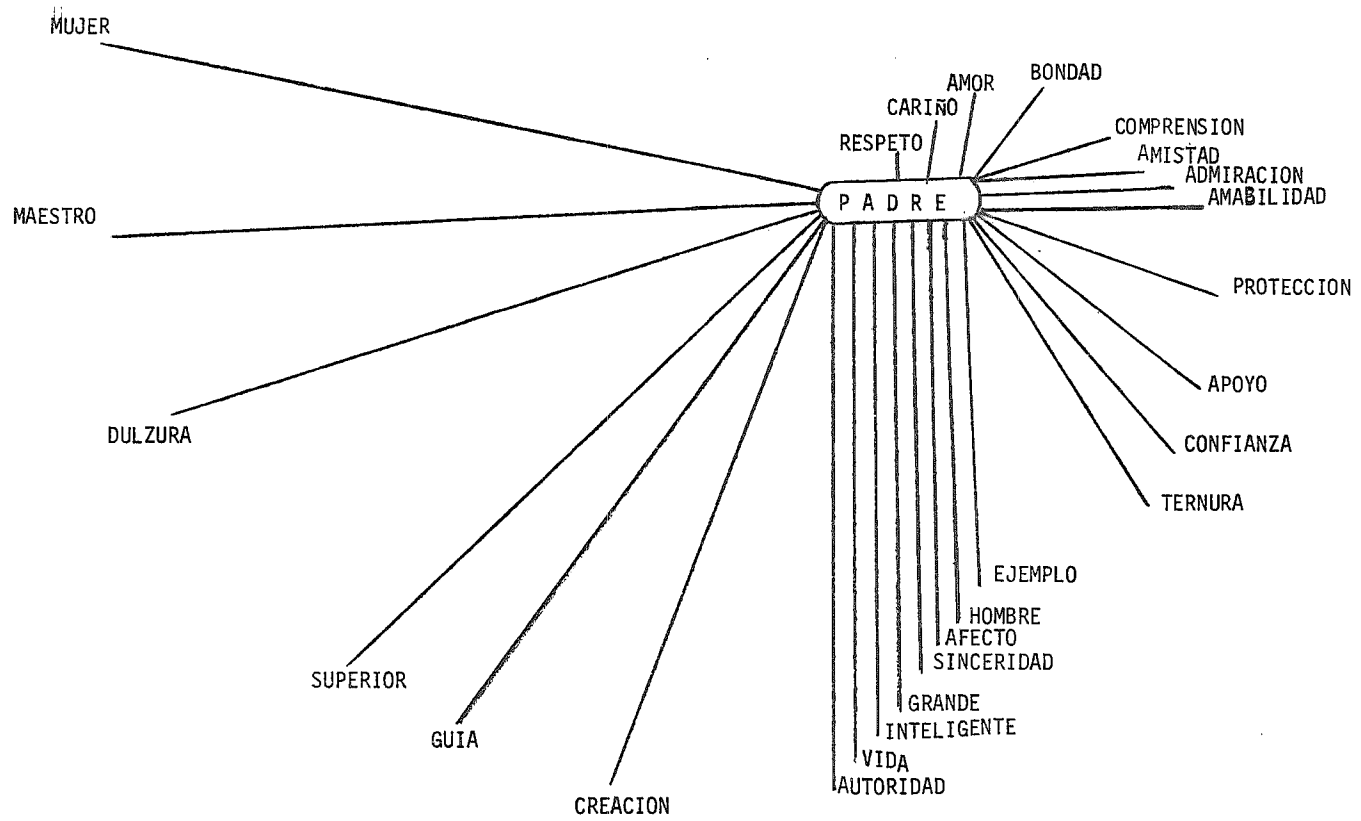 MUJER
BONDAD
AMOR
CARIÑO
COMPRENSION
RESPETO
AMISTAD
ADMIRACION
AMABILIDAD
PADRE
MAESTRO
PROTECCION
APOYO
DULZURA
CONFIANZA
TERNURA
EJEMPLO
HOMBRE
AFECTO
SINCERIDAD
SUPERIOR
GRANDE
INTELIGENTE
GUIA
VIDA
AUTORIDAD
CREACION